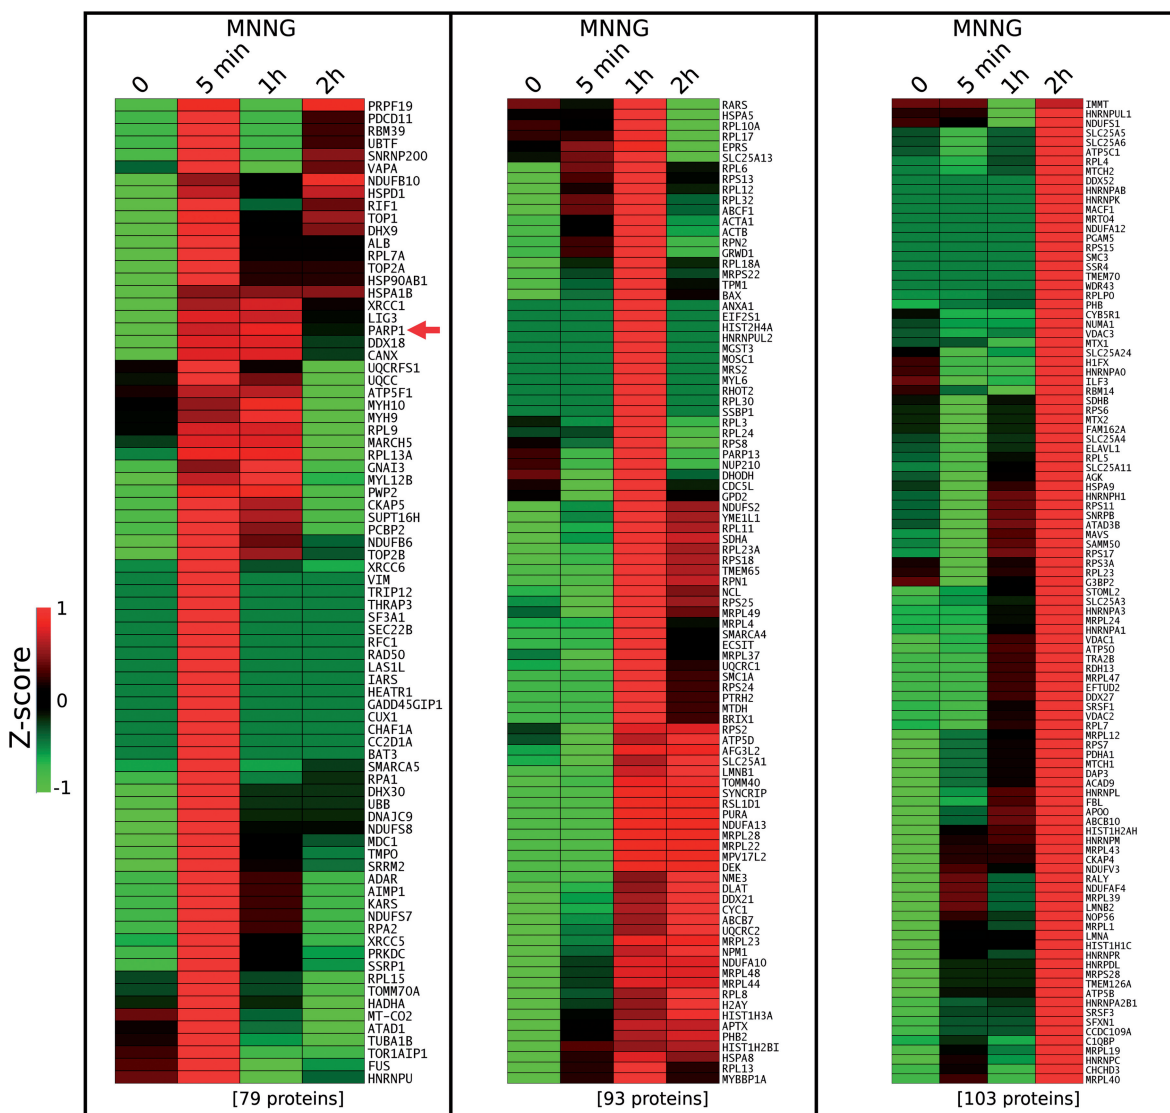 MNNG
0
5 min
1h
2h
PRPF19
PDCD11
RBM39
UBTF
SNRNP200
VAPA
NDUFB10
HSPD1
RIF1
TOP1
DHX9
ALB
RPL7A
TOP2A
HSP90AB1
HSPA1B
XRCC1
LIG3
PARP1
DDX18
CANX
UQCRFS1
UQCC
ATP5F1
MYH10
MYH9
RPL9
MARCH5
RPL13A
GNAI3
MYL12B
PWP2
CKAP5
SUPT16H
PCBP2
NDUFB6
TOP2B
XRCC6
VIM
TRIP12
THRAP3
SF3A1
SEC22B
RFC1
RAD50
LAS1L
IARS
HEATR1
GADD45GIP1
CUX1
CHAF1A
CC2D1A
BAT3
SMARCA5
RPA1
DHX30
UBB
DNAJC9
NDUFS8
MDC1
TMPO
SRRM2
ADAR
AIMP1
KARS
NDUFS7
RPA2
XRCC5
PRKDC
SSRP1
RPL15
TOMM70A
HADHA
MT-CO2
ATAD1
TUBA1B
TOR1AIP1
FUS
HNRNPU
[79 proteins]
Z-score
1
0
-1
MNNG
0
5 min
1h
2h
RARS
HSPA5
RPL10A
RPL17
EPRS
SLC25A13
RPL6
RPS13
RPL12
RPL32
ABCF1
ACTA1
ACTB
RPN2
GRWD1
RPL18A
MRPS22
TPM1
BAX
ANXA1
EIF2S1
HIST2H4A
HNRNPUL2
MGST3
MOSC1
MRS2
MYL6
RHOT2
RPL30
SSBP1
RPL3
RPL24
RPS8
PARP13
NUP210
DHODH
CDC5L
GPD2
NDUFS2
YME1L1
RPL11
SDHA
RPL23A
RPS18
TMEM65
RPN1
NCL
RPS25
MRPL49
MRPL4
SMARCA4
ECSIT
MRPL37
UQCRC1
SMC1A
RPS24
PTRH2
MTDH
BRIX1
RPS2
ATP5D
AFG3L2
SLC25A1
LMNB1
TOMM40
SYNCRIP
RSL1D1
PURA
NDUFA13
MRPL28
MRPL22
MPV17L2
DEK
NME3
DLAT
DDX21
CYC1
ABCB7
UQCRC2
MRPL23
NPM1
NDUFA10
MRPL48
MRPL44
RPL8
H2AY
HIST1H3A
APTX
PHB2
HIST1H2BI
HSPA8
RPL13
MYBBP1A
[93 proteins]
MNNG
0
5 min
1h
2h
IMMT
HNRNPUL1
NDUFS1
SLC25A5
SLC25A6
ATP5C1
RPL4
MTCH2
DDX52
HNRNPAB
HNRNPK
MACF1
MRTO4
NDUFA12
PGAM5
RPS15
SMC3
SSR4
TMEM70
WDR43
RPLP0
PHB
CYB5R1
NUMA1
VDAC3
MTX1
SLC25A24
H1FX
HNRNPA0
ILF3
RBM14
SDHB
RPS6
MTX2
FAM162A
SLC25A4
ELAVL1
RPL5
SLC25A11
AGK
HSPA9
HNRNPH1
RPS11
SNRPB
ATAD3B
MAVS
SAMM50
RPS17
RPS3A
RPL23
G3BP2
STOML2
SLC25A3
HNRNPA3
MRPL24
HNRNPA1
VDAC1
ATP5O
TRA2B
RDH13
MRPL47
EFTUD2
DDX27
SRSF1
VDAC2
RPL7
MRPL12
RPS7
PDHA1
MTCH1
DAP3
ACAD9
HNRNPL
FBL
APOO
ABCB10
HIST1H2AH
HNRNPM
MRPL43
CKAP4
NDUFV3
RALY
NDUFAF4
MRPL39
LMNB2
NOP56
MRPL1
LMNA
HIST1H1C
HNRNPR
HNRPDL
MRPS28
TMEM126A
ATP5B
HNRNPA2B1
SRSF3
SFXN1
CCDC109A
C1QBP
MRPL19
HNRNPC
CHCHD3
MRPL40
[103 proteins]